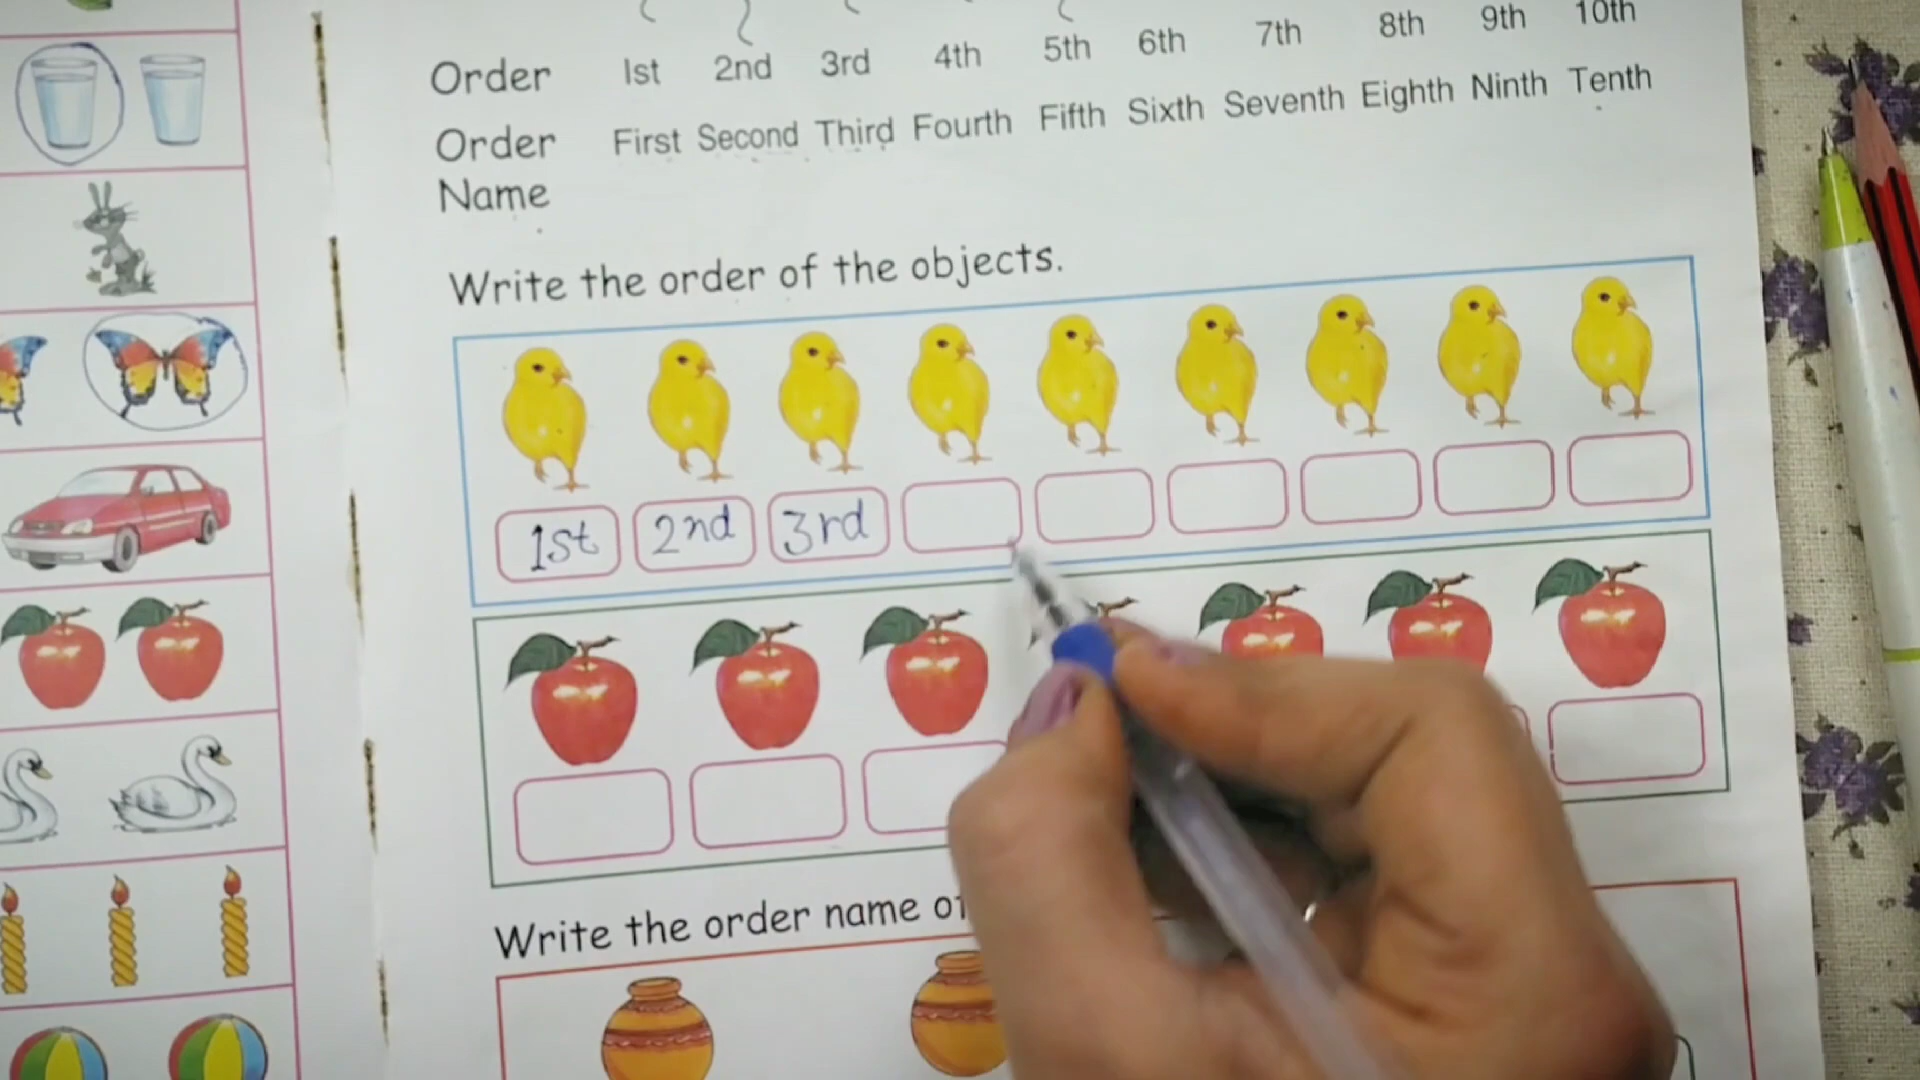 Order 1st 2nd 3rd 4th 5th 6th 7th 8th 9th 10th
Order First Second Third Fourth Fifth Sixth Seventh Eighth Ninth Tenth
Name
Write the order of the objects.
1st 2nd 3rd
Write the order name of